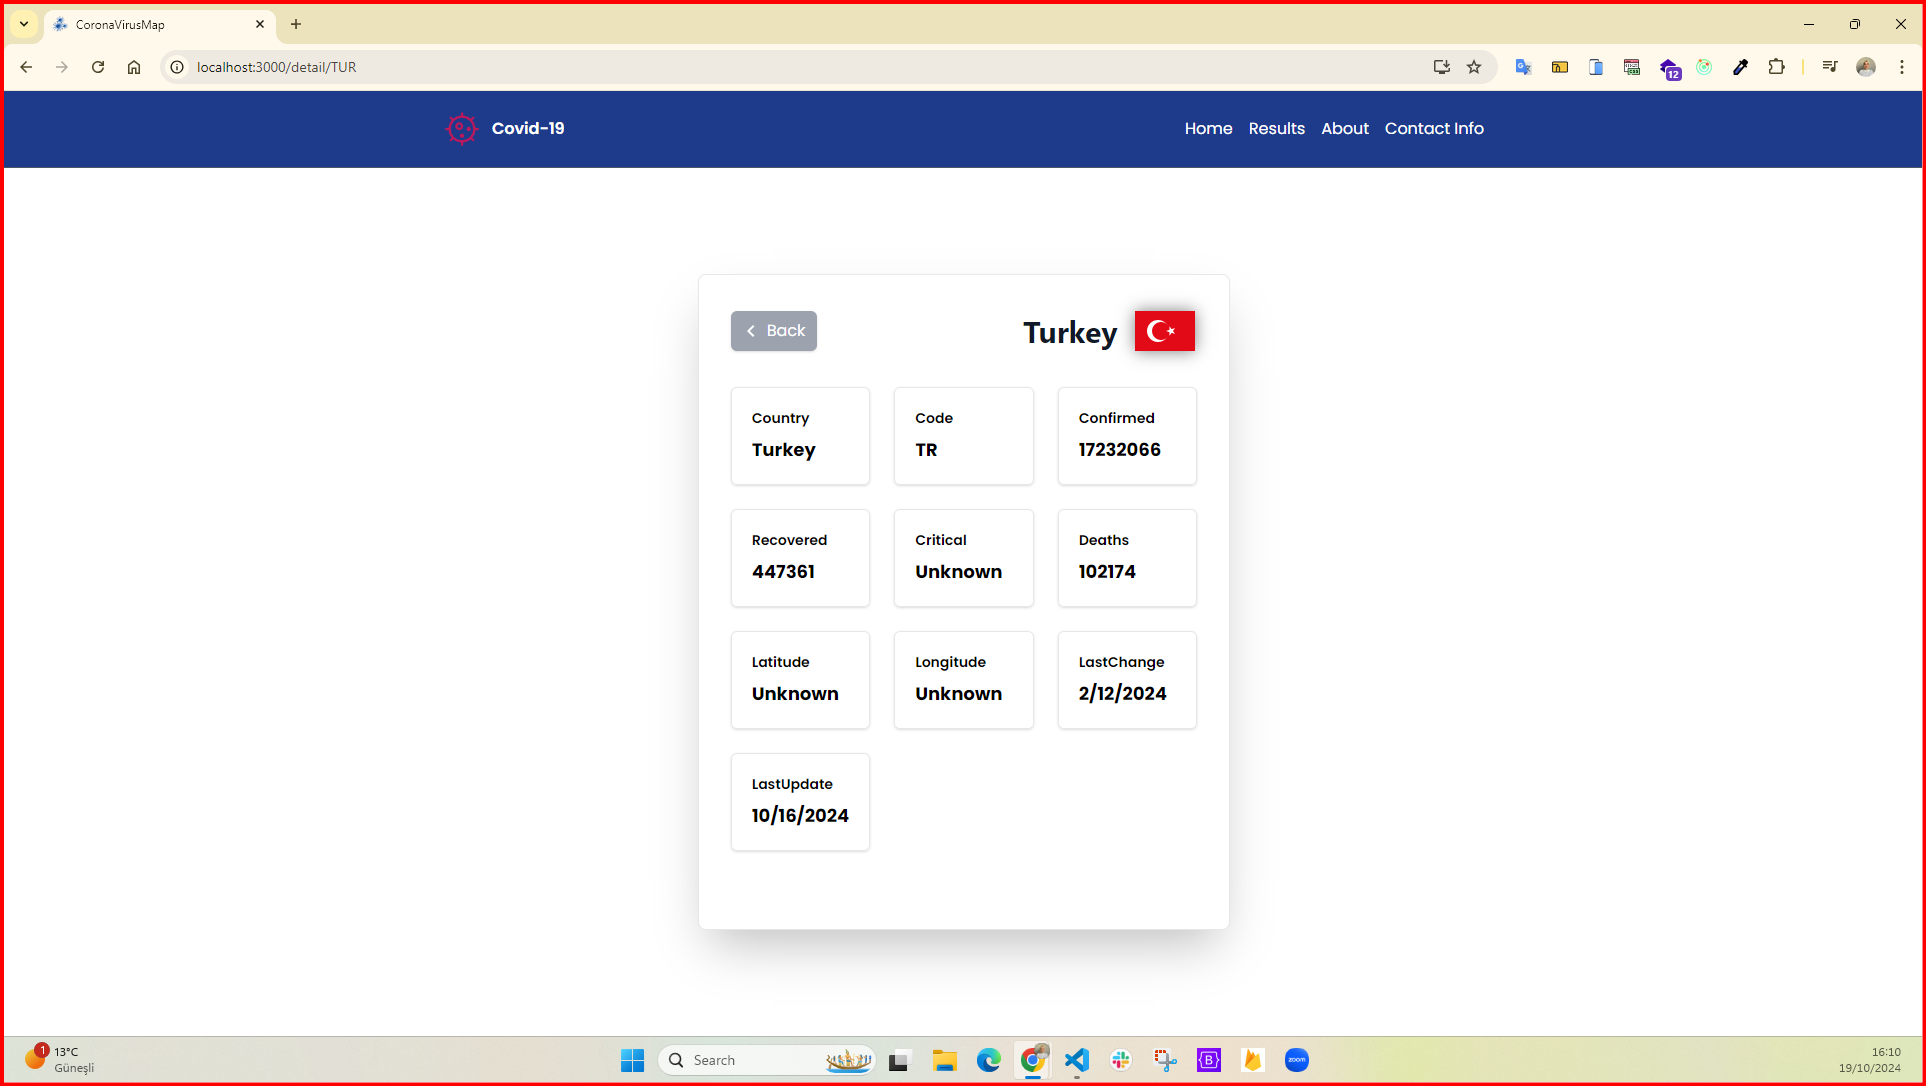 CoronaVirusMap
localhost:3000/detail/TUR
12
Covid-19
Home Results About Contact Info
Back
Turkey
Country
Turkey
Code
TR
Confirmed
17232066
Recovered
447361
Critical
Unknown
Deaths
102174
Latitude
Unknown
Longitude
Unknown
LastChange
2/12/2024
LastUpdate
10/16/2024
1
13°C
Güneşli
Search
B
zoom
16:10
19/10/2024